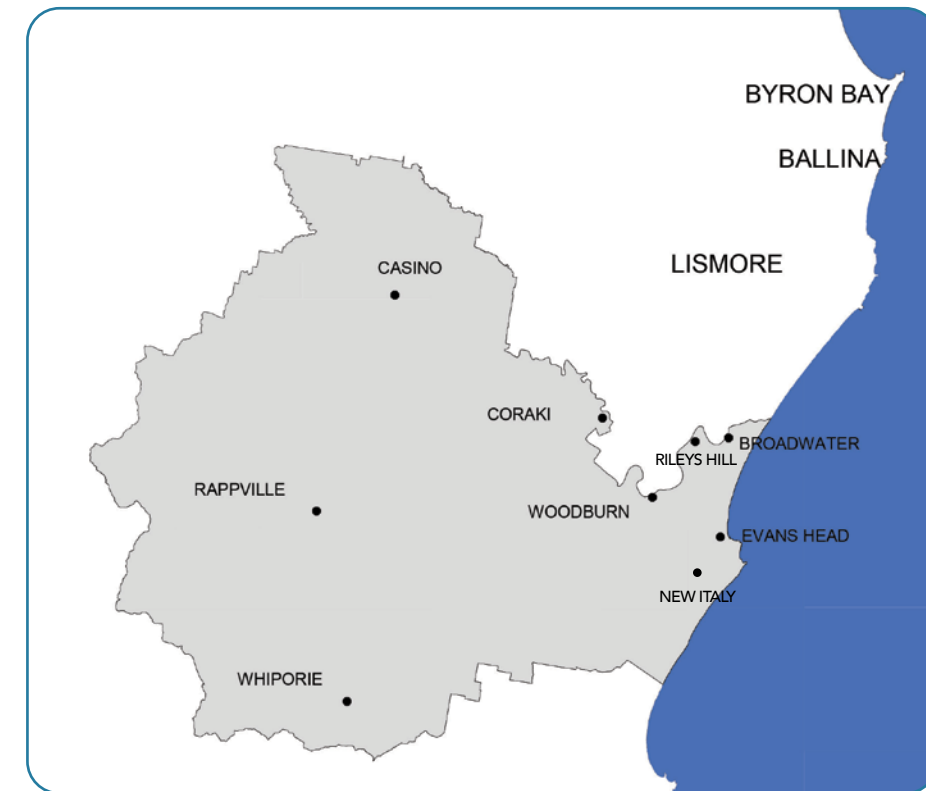 BYRON BAY
BALLINA
LISMORE
CASINO
CORAKI
BROADWATER
RILEYS HILL
RAPPVILLE
WOODBURN
EVANS HEAD
NEW ITALY
WHIPORIE